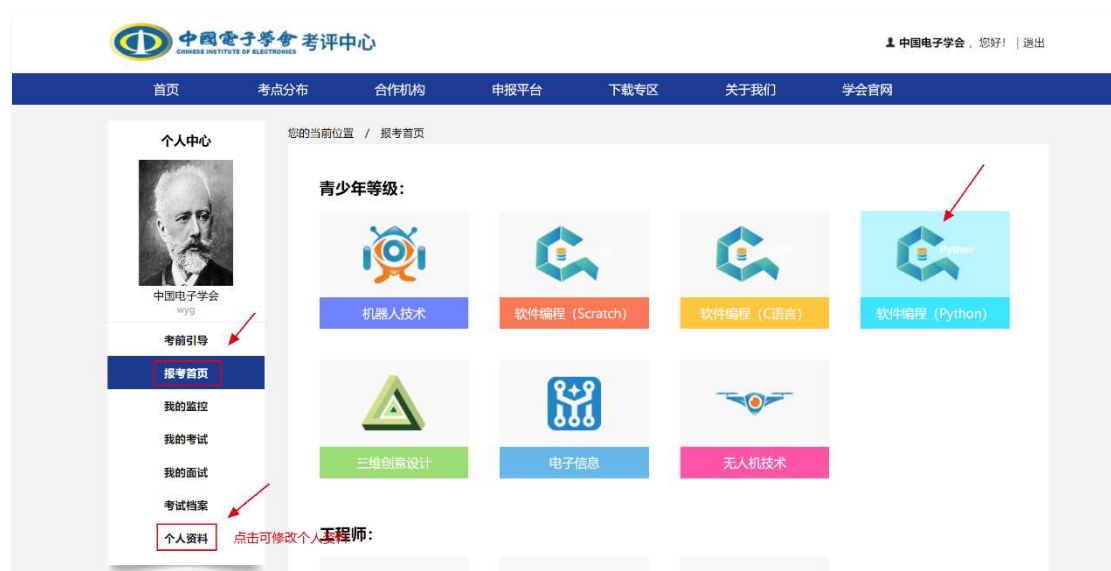 中國電子學會 考评中心
CHINESE INSTITUTE OF ELECTRONICS
中国电子学会，您好！ | 退出
首页 考点分布 合作机构 申报平台 下载专区 关于我们 学会官网
个人中心
中国电子学会
wyg
考前引导
报考首页
我的监控
我的考试
我的面试
考试档案
个人资料
点击可修改个人资料
您的当前位置 / 报考首页
青少年等级：
机器人技术
软件编程（Scratch）
软件编程（C语言）
Python
软件编程（Python）
三维创意设计
电子信息
无人机技术
工程师：